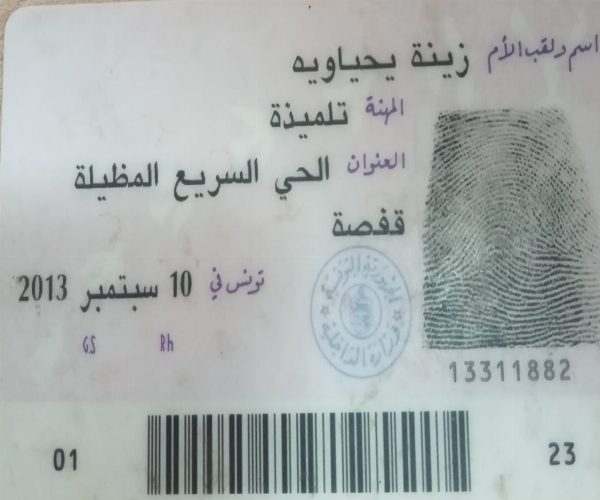 اسم ولقب الأم زينة يحياويه
المهنة تلميذة
العنوان الحي السريع المظيلة
قفصة
تونس في 10 سبتمبر 2013
GS Rh
الجمهورية التونسية
وزارة الداخلية
13311882
01 23